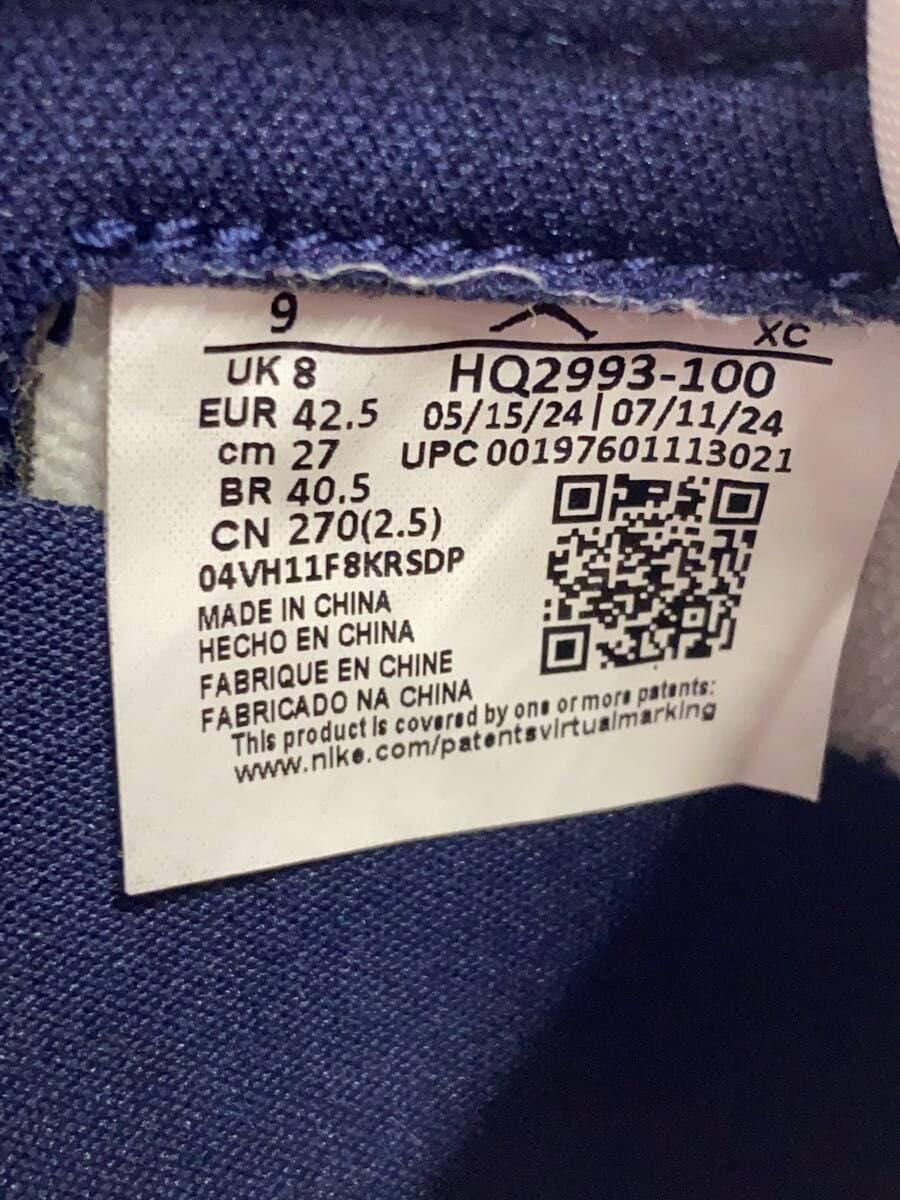 9 XC
UK 8 HQ2993-100
EUR 42.5 05/15/24 | 07/11/24
cm 27 UPC 00197601113021
BR 40.5
CN 270(2.5)
04VH11F8KRSDP
MADE IN CHINA
HECHO EN CHINA
FABRIQUE EN CHINE
FABRICADO NA CHINA
This product is covered by one or more patents:
www.nike.com/patentsvirtualmarking